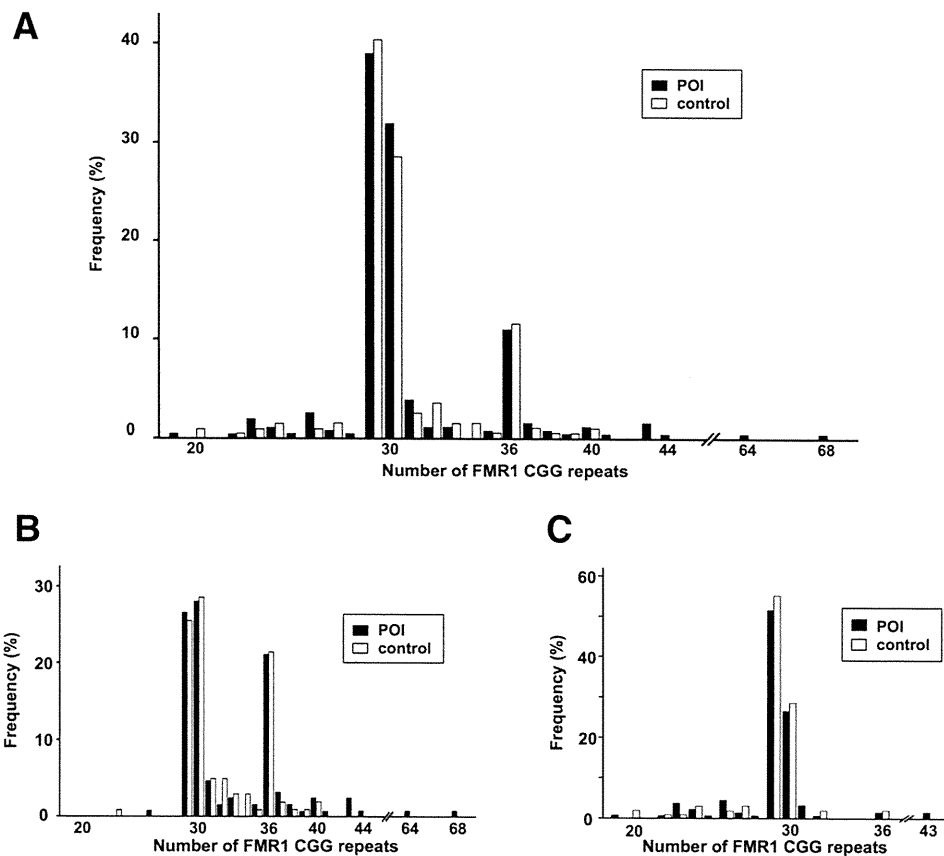 A
40
30
20
10
0
Frequency (%)
POI
control
20 30 36 40 44 64 68
Number of FMR1 CGG repeats
B
30
20
10
0
Frequency (%)
POI
control
20 30 36 40 44 64 68
Number of FMR1 CGG repeats
C
60
40
20
0
Frequency (%)
POI
control
20 30 36 43
Number of FMR1 CGG repeats